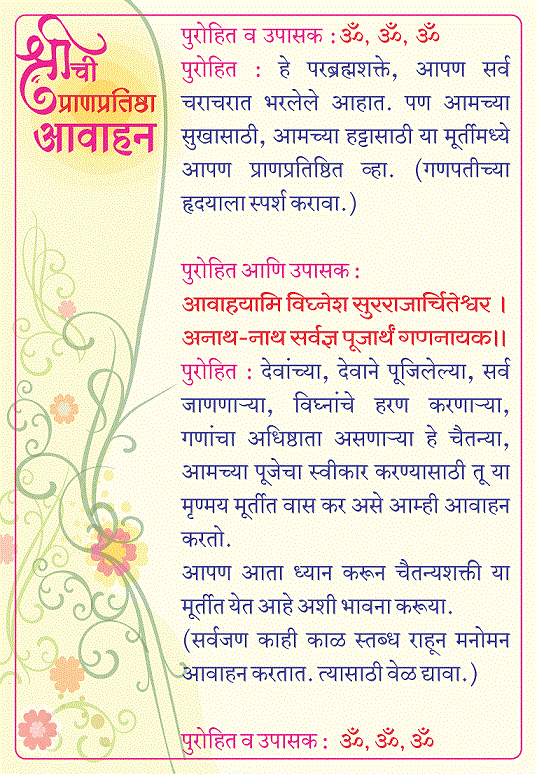 श्रीची
प्राणप्रतिष्ठा
आवाहन
पुरोहित व उपासक : ॐ, ॐ, ॐ
पुरोहित : हे परब्रह्मशक्ते, आपण सर्व
चराचरात भरलेले आहात. पण आमच्या
सुखासाठी, आमच्या हट्टासाठी या मूर्तीमध्ये
आपण प्राणप्रतिष्ठित व्हा. (गणपतीच्या
हृदयाला स्पर्श करावा.)
पुरोहित आणि उपासक :
आवाहयामि विघ्नेश सुरराजार्चितेश्वर ।
अनाथ-नाथ सर्वज्ञ पूजार्थं गणनायक॥
पुरोहित : देवांच्या, देवाने पूजिलेल्या, सर्व
जाणणाऱ्या, विघ्नांचे हरण करणाऱ्या,
गणांचा अधिष्ठाता असणाऱ्या हे चैतन्या,
आमच्या पूजेचा स्वीकार करण्यासाठी तू या
मृण्मय मूर्तीत वास कर असे आम्ही आवाहन
करतो.
आपण आता ध्यान करून चैतन्यशक्ती या
मूर्तीत येत आहे अशी भावना करूया.
(सर्वजण काही काळ स्तब्ध राहून मनोमन
आवाहन करतात. त्यासाठी वेळ द्यावा.)
पुरोहित व उपासक : ॐ, ॐ, ॐ